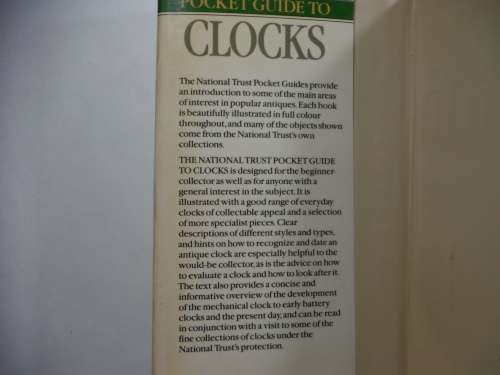 POCKET GUIDE TO
CLOCKS
The National Trust Pocket Guides provide
an introduction to some of the main areas
of interest in popular antiques. Each book
is beautifully illustrated in full colour
throughout, and many of the objects shown
come from the National Trust's own
collections.
THE NATIONAL TRUST POCKET GUIDE
TO CLOCKS is designed for the beginner-
collector as well as for anyone with a
general interest in the subject. It is
illustrated with a good range of everyday
clocks of collectable appeal and a selection
of more specialist pieces. Clear
descriptions of different styles and types,
and hints on how to recognize and date an
antique clock are especially helpful to the
would-be collector, as is the advice on how
to evaluate a clock and how to look after it.
The text also provides a concise and
informative overview of the development
of the mechanical clock to early battery
clocks and the present day, and can be read
in conjunction with a visit to some of the
fine collections of clocks under the
National Trust's protection.